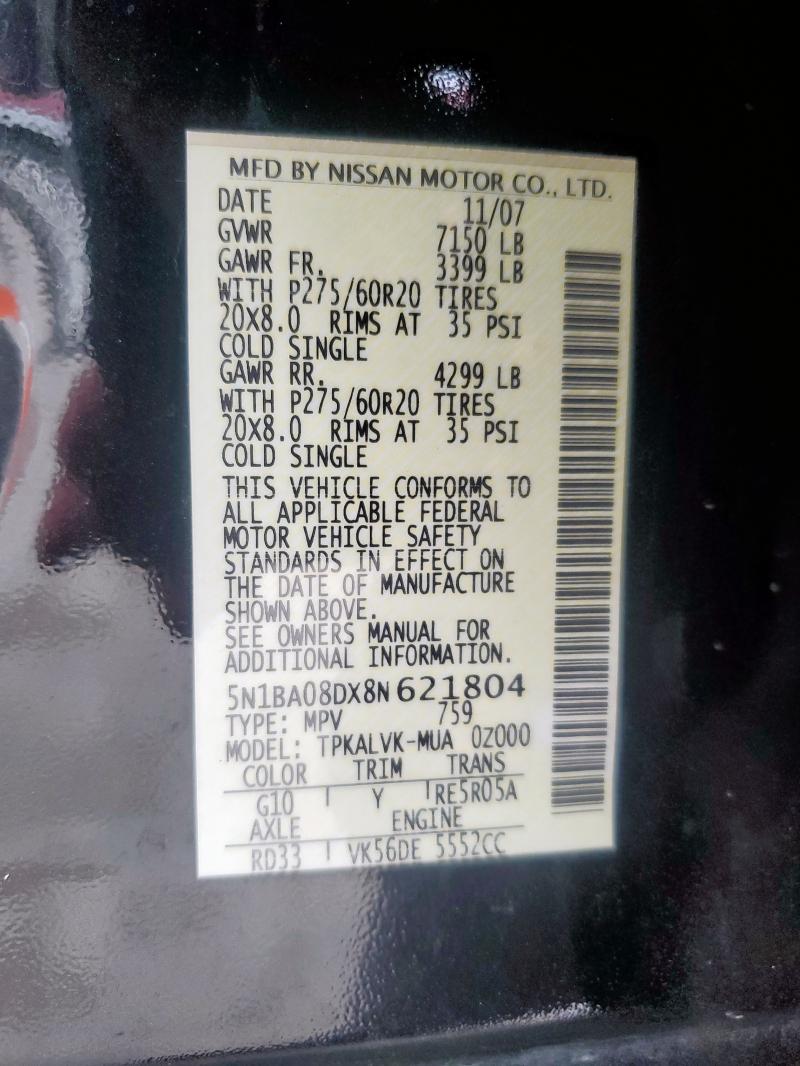 MFD BY NISSAN MOTOR CO., LTD.
DATE 11/07
GVWR 7150 LB
GAWR FR. 3399 LB
WITH P275/60R20 TIRES
20X8.0 RIMS AT 35 PSI
COLD SINGLE
GAWR RR. 4299 LB
WITH P275/60R20 TIRES
20X8.0 RIMS AT 35 PSI
COLD SINGLE
THIS VEHICLE CONFORMS TO
ALL APPLICABLE FEDERAL
MOTOR VEHICLE SAFETY
STANDARDS IN EFFECT ON
THE DATE OF MANUFACTURE
SHOWN ABOVE.
SEE OWNERS MANUAL FOR
ADDITIONAL INFORMATION.
5N1BA08DX8N 621804
TYPE: MPV 759
MODEL: TPKALVK-MUA 0Z000
COLOR TRIM TRANS
G10 Y RE5R05A
AXLE ENGINE
RD33 VK56DE 5552CC